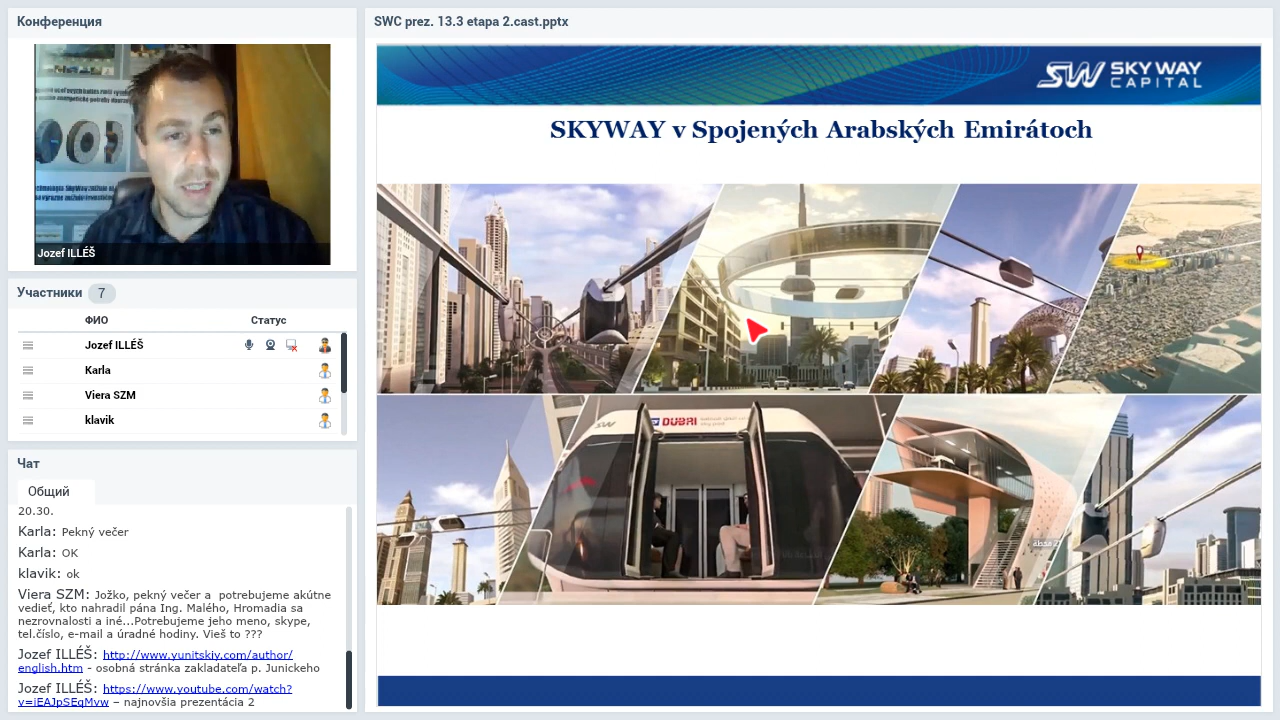 Конференция
Jozef ILLÉŠ
Участники 7
ФИО Статус
Jozef ILLÉŠ
Karla
Viera SZM
klavik
Чат
Общий
20.30.
Karla: Pekný večer
Karla: OK
klavik: ok
Viera SZM: Jožko, pekný večer a potrebujeme akútne
vedieť, kto nahradil pána Ing. Malého, Hromadia sa
nezrovnalosti a iné...Potrebujeme jeho meno, skype,
tel.číslo, e-mail a úradné hodiny. Vieš to ???
Jozef ILLÉŠ: http://www.yunitskiy.com/author/
english.htm - osobná stránka zakladateľa p. Junického
Jozef ILLÉŠ: https://www.youtube.com/watch?
v=iEAJpSEqMvw – najnovšia prezentácia 2
SWC prez. 13.3 etapa 2.cast.pptx
SW SKY WAY
CAPITAL
SKYWAY v Spojených Arabských Emirátoch
SW DUBAI